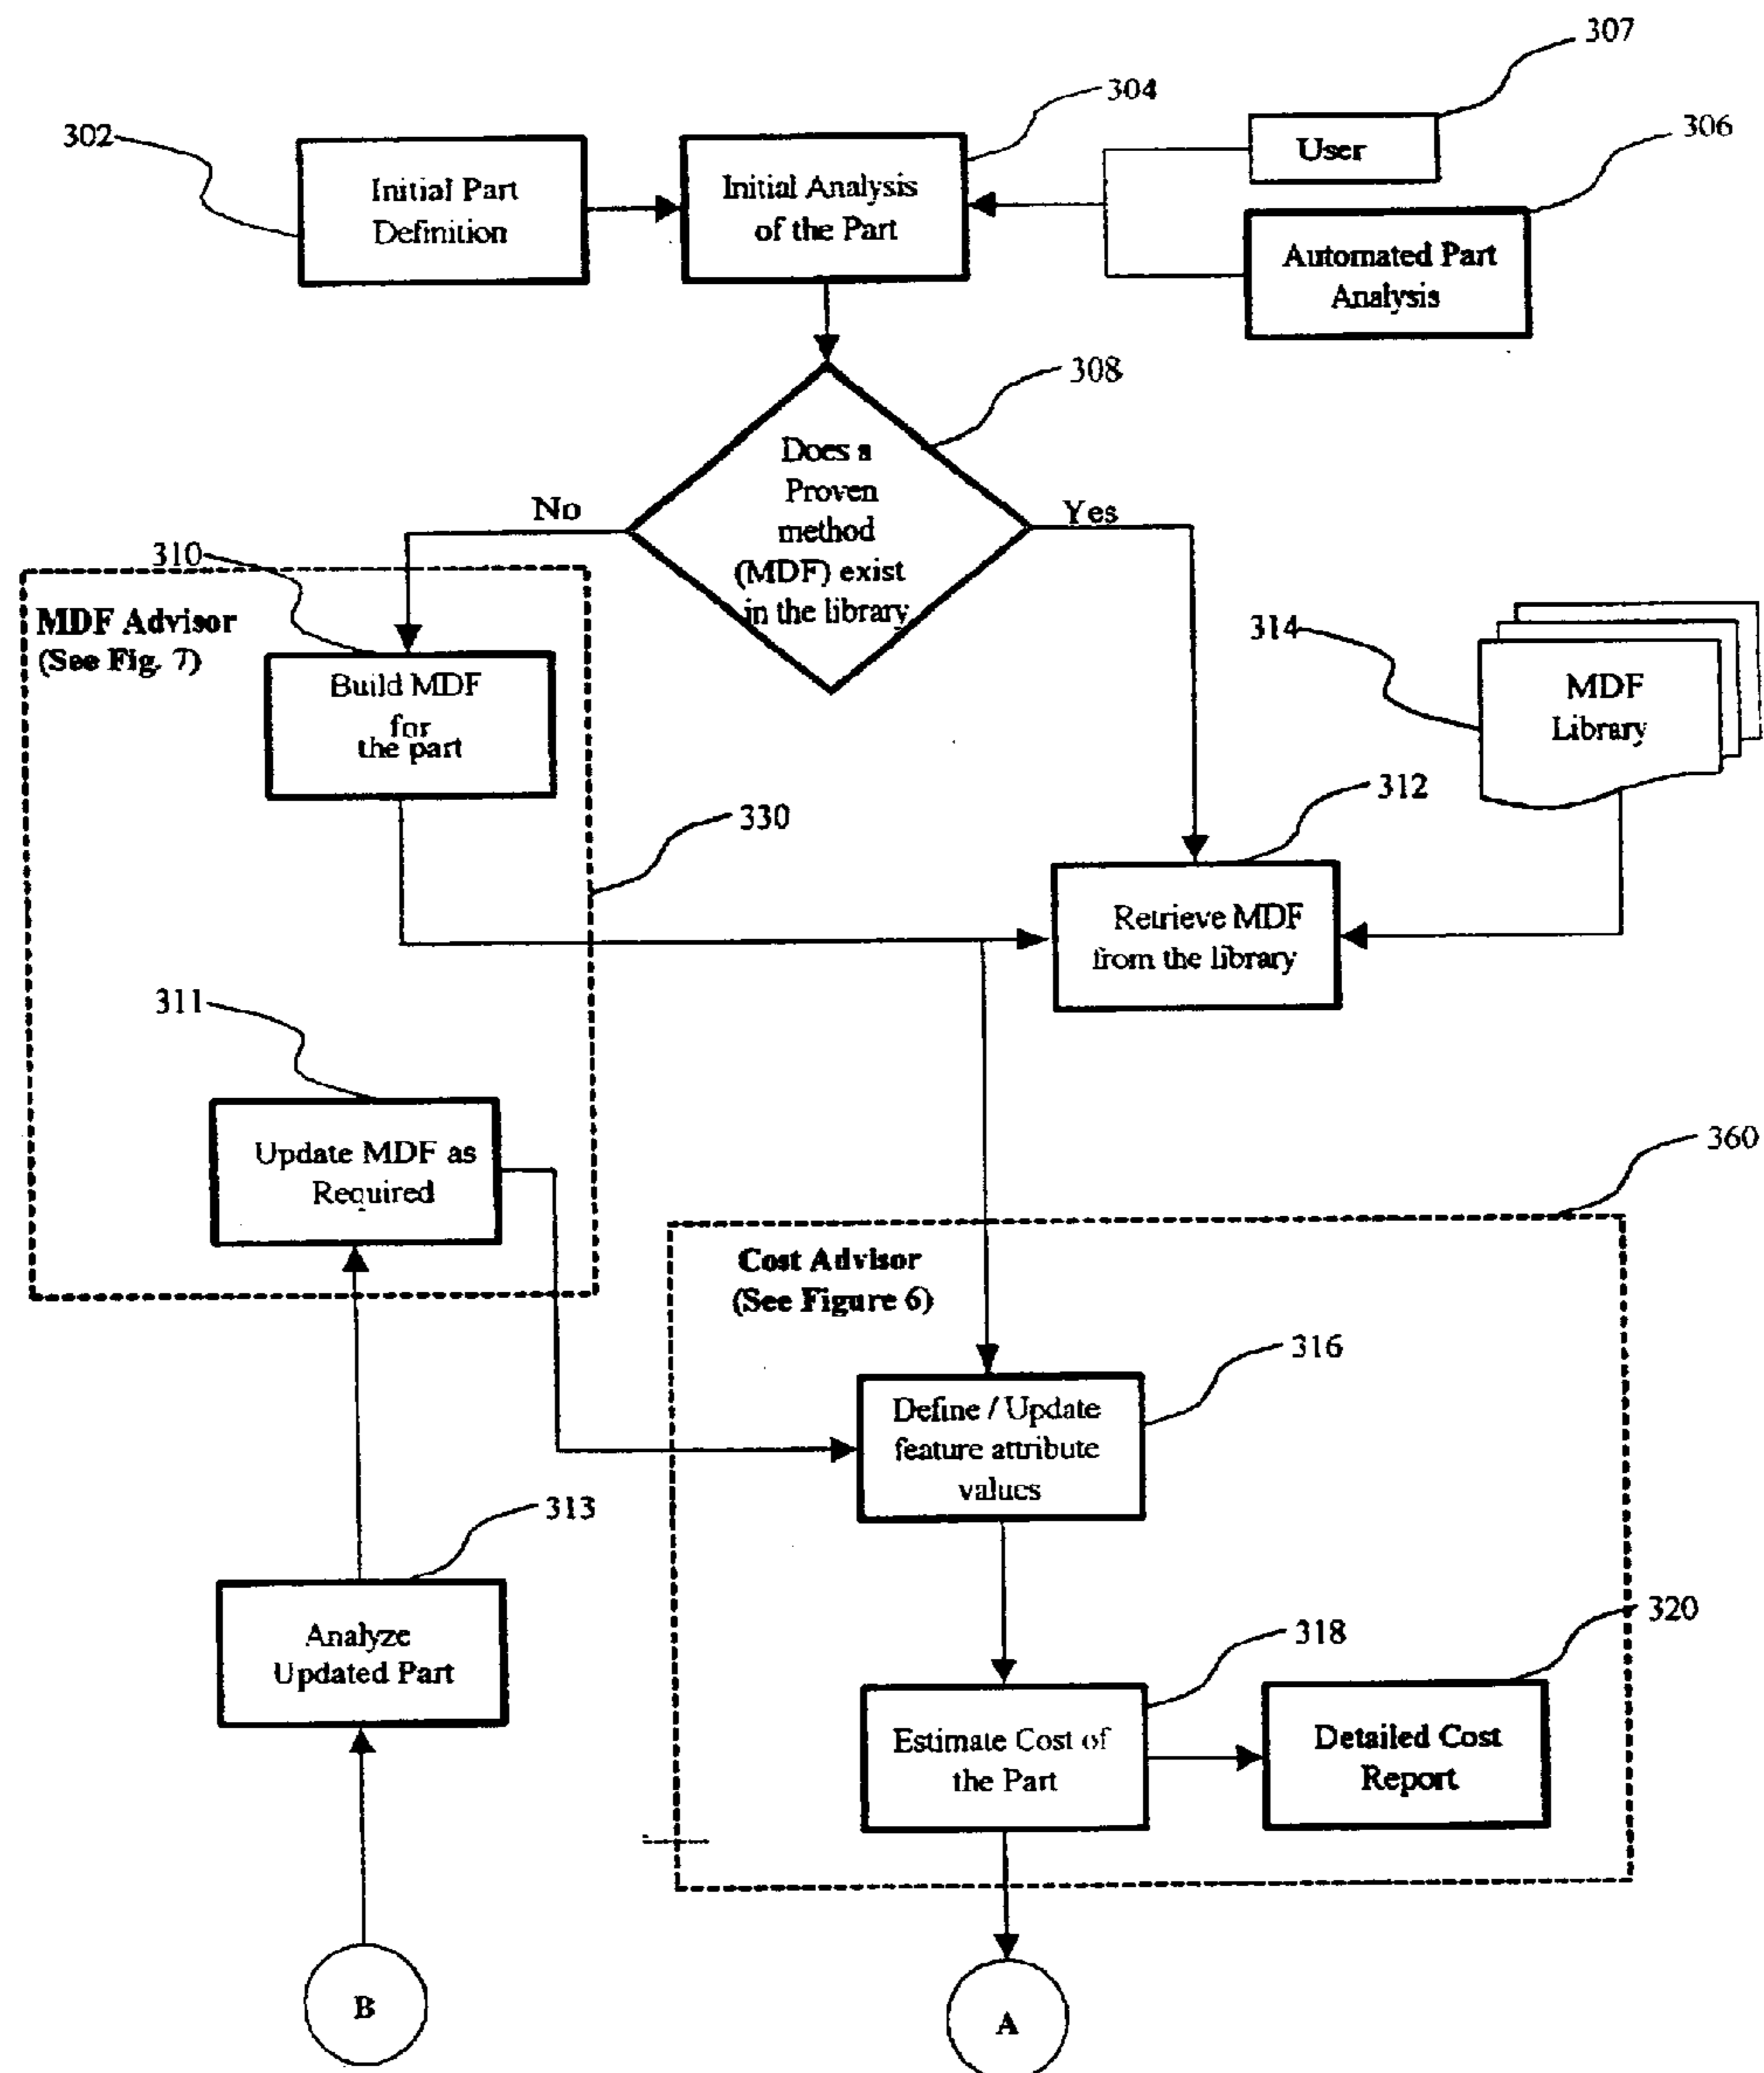 307
304
302
306
User
Initial Part
Definition
Initial Analysis
of the Part
Automated Part
Analysis
308
Does a
Proven
method
(MDF) exist
in the library
No
Yes
310
MDF Advisor
(See Fig. 7)
Build MDF
for
the part
314
MDF
Library
330
312
Retrieve MDF
from the library
311
Update MDF as
Required
360
Cost Advisor
(See Figure 6)
316
Define / Update
feature attribute
values
313
Analyze
Updated Part
318
320
Estimate Cost of
the Part
Detailed Cost
Report
B
A